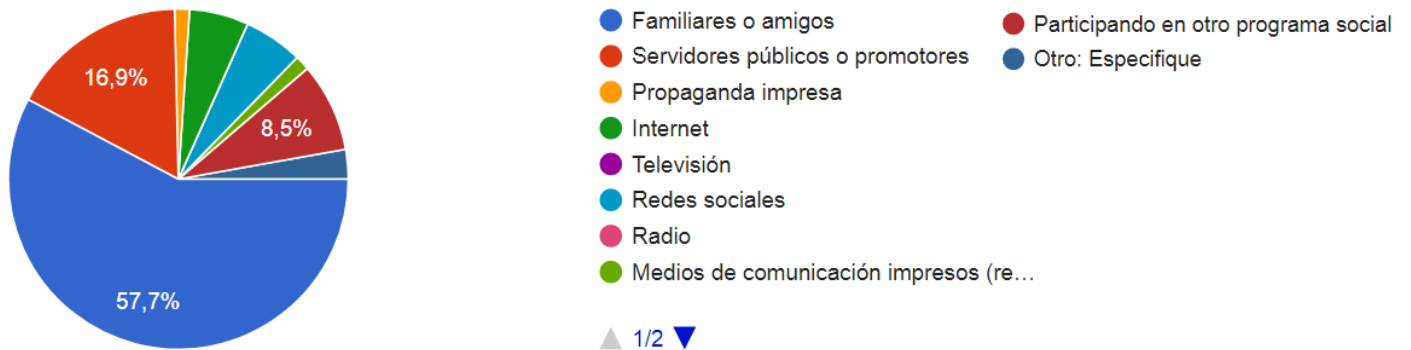 16,9%
8,5%
57,7%
Familiares o amigos
Servidores públicos o promotores
Propaganda impresa
Internet
Televisión
Redes sociales
Radio
Medios de comunicación impresos (re…
1/2
Participando en otro programa social
Otro: Especifique